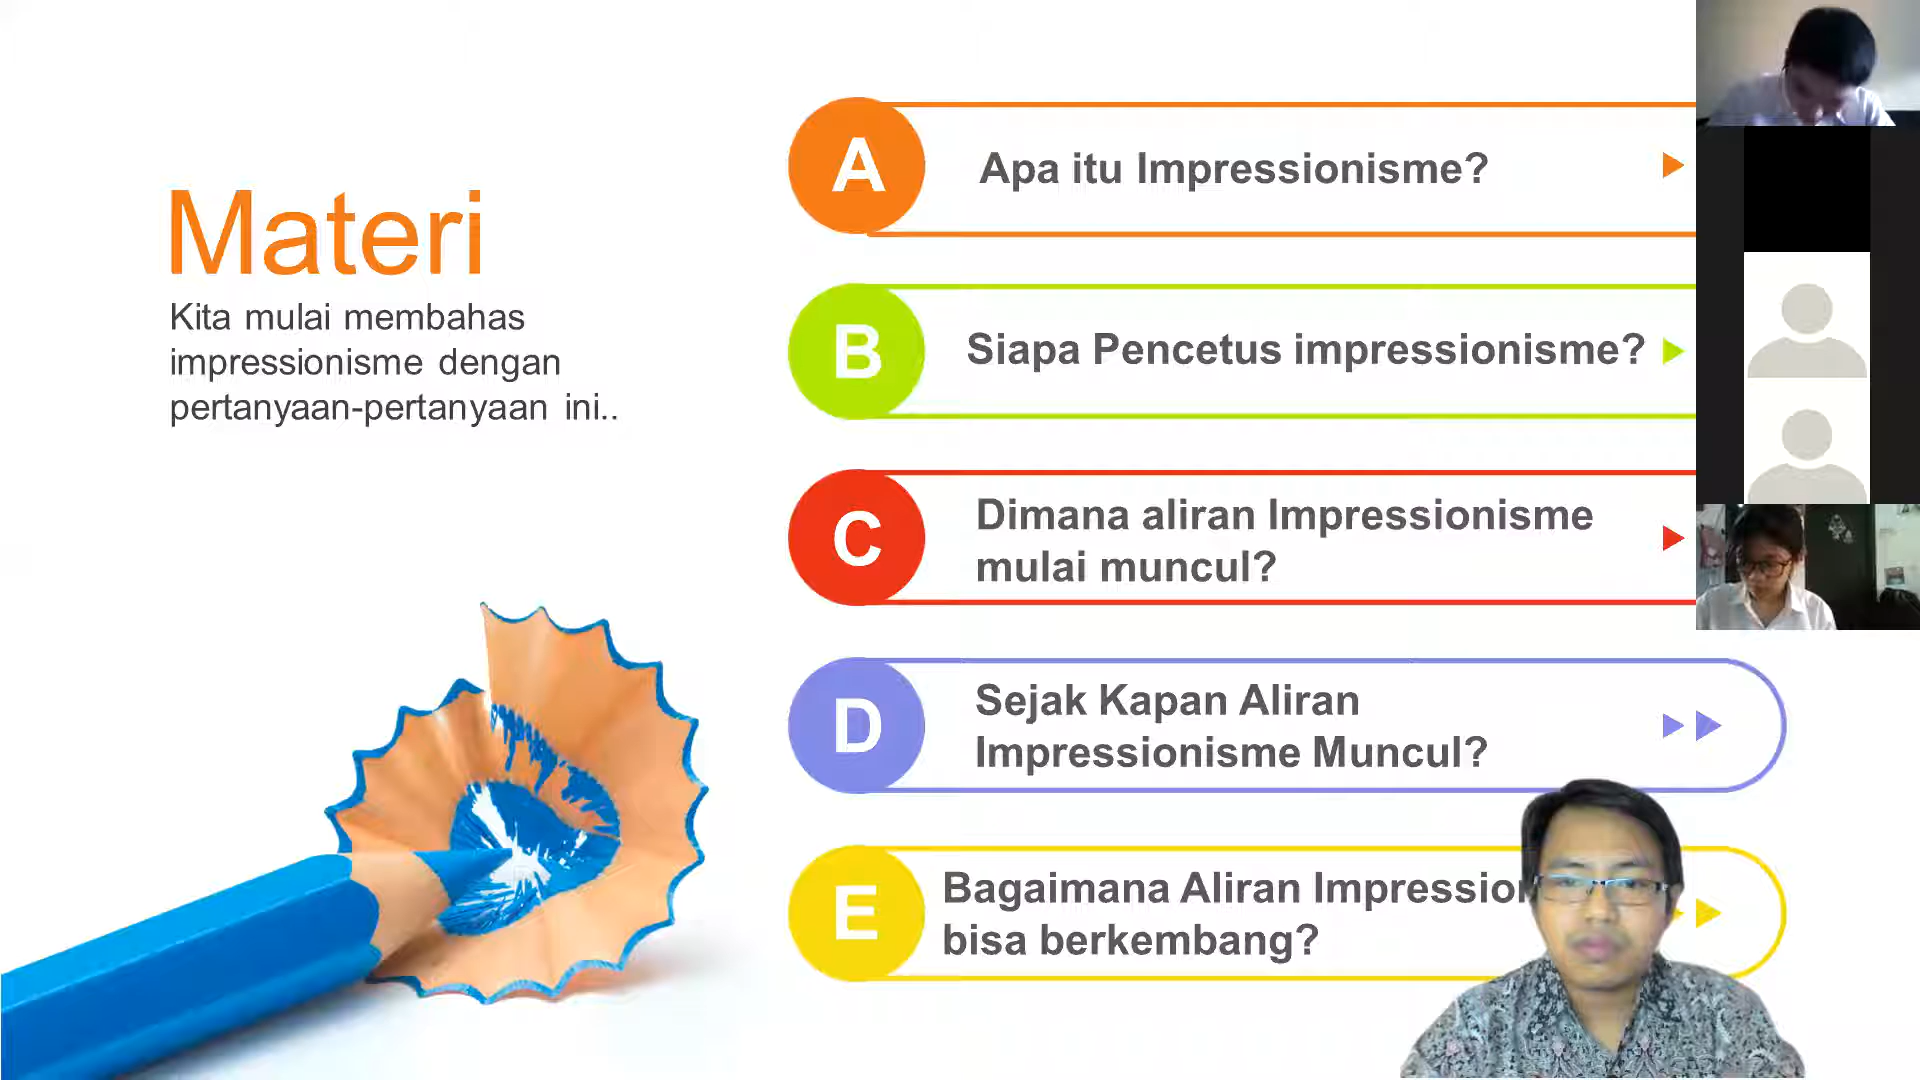 Materi
Kita mulai membahas
impressionisme dengan
pertanyaan-pertanyaan ini..
A
Apa itu Impressionisme?
B
Siapa Pencetus impressionisme?
C
Dimana aliran Impressionisme
mulai muncul?
D
Sejak Kapan Aliran
Impressionisme Muncul?
E
Bagaimana Aliran
bisa berkembang?